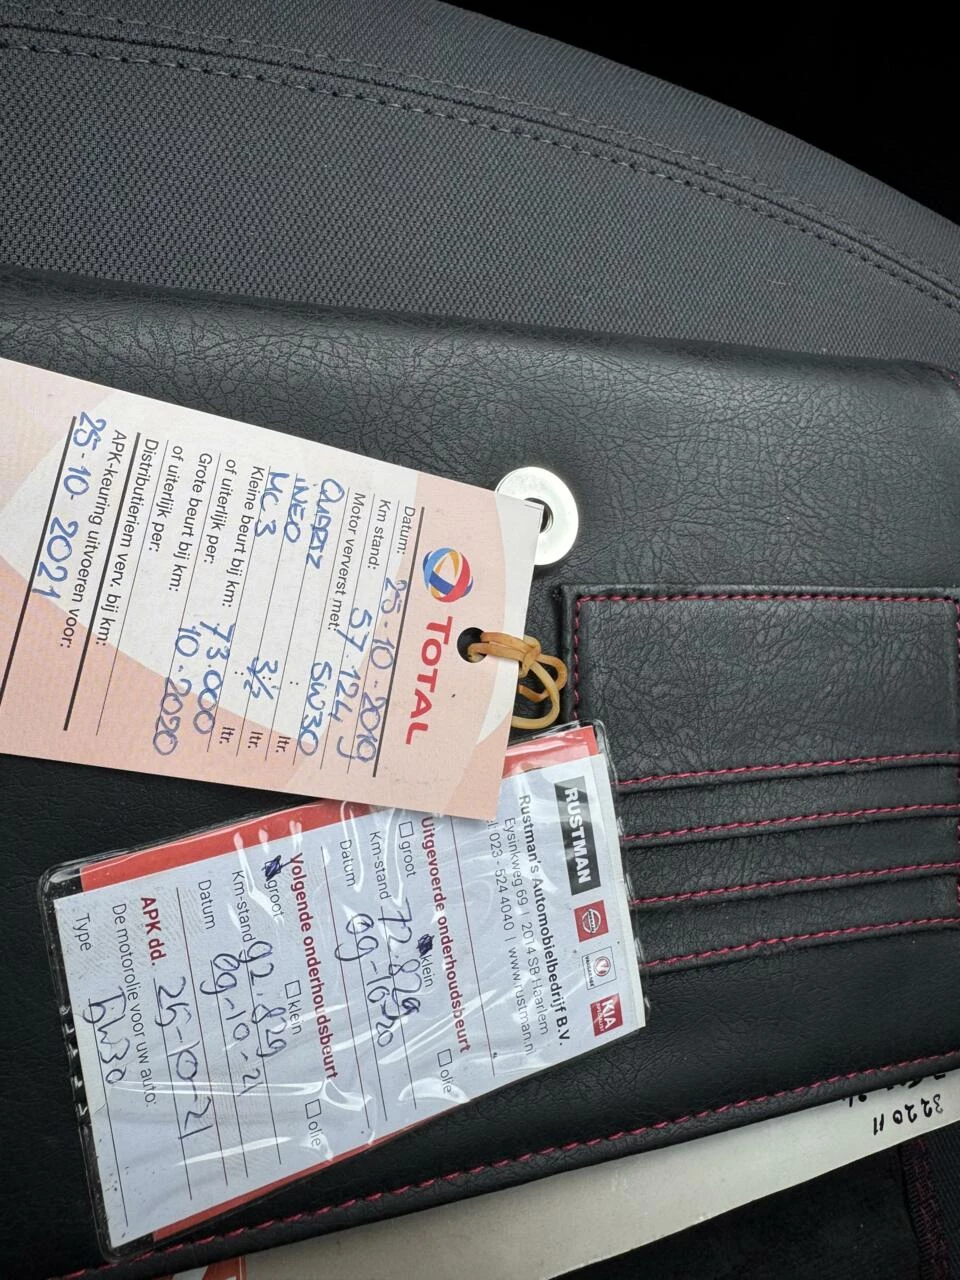 TOTAL
Datum: 25-10-2019
Km stand: 57.124
Motor ververst met: 5W30
QUARTZ
INEO ltr.
MC3 3½ ltr.
Kleine beurt bij km: ltr.
of uiterlijk per: 73.000
Grote beurt bij km: 10-2020
of uiterlijk per:
Distributieriem verv. bij km:
APK-keuring uitvoeren voor:
25-10-2021
RUSTMAN
KIA
Rustman's Automobielbedrijf B.V.
Eysinkweg 69 | 2014 SB Haarlem
023-524 4040 | www.rustman.nl
Uitgevoerde onderhoudsbeurt
groot klein olie
Km-stand 72.829
Datum 09-10-20
Volgende onderhoudsbeurt
groot klein olie
Km-stand 92.829
Datum 09-10-21
APK dd. 25-10-21
De motorolie voor uw auto:
Type 5W30
322011